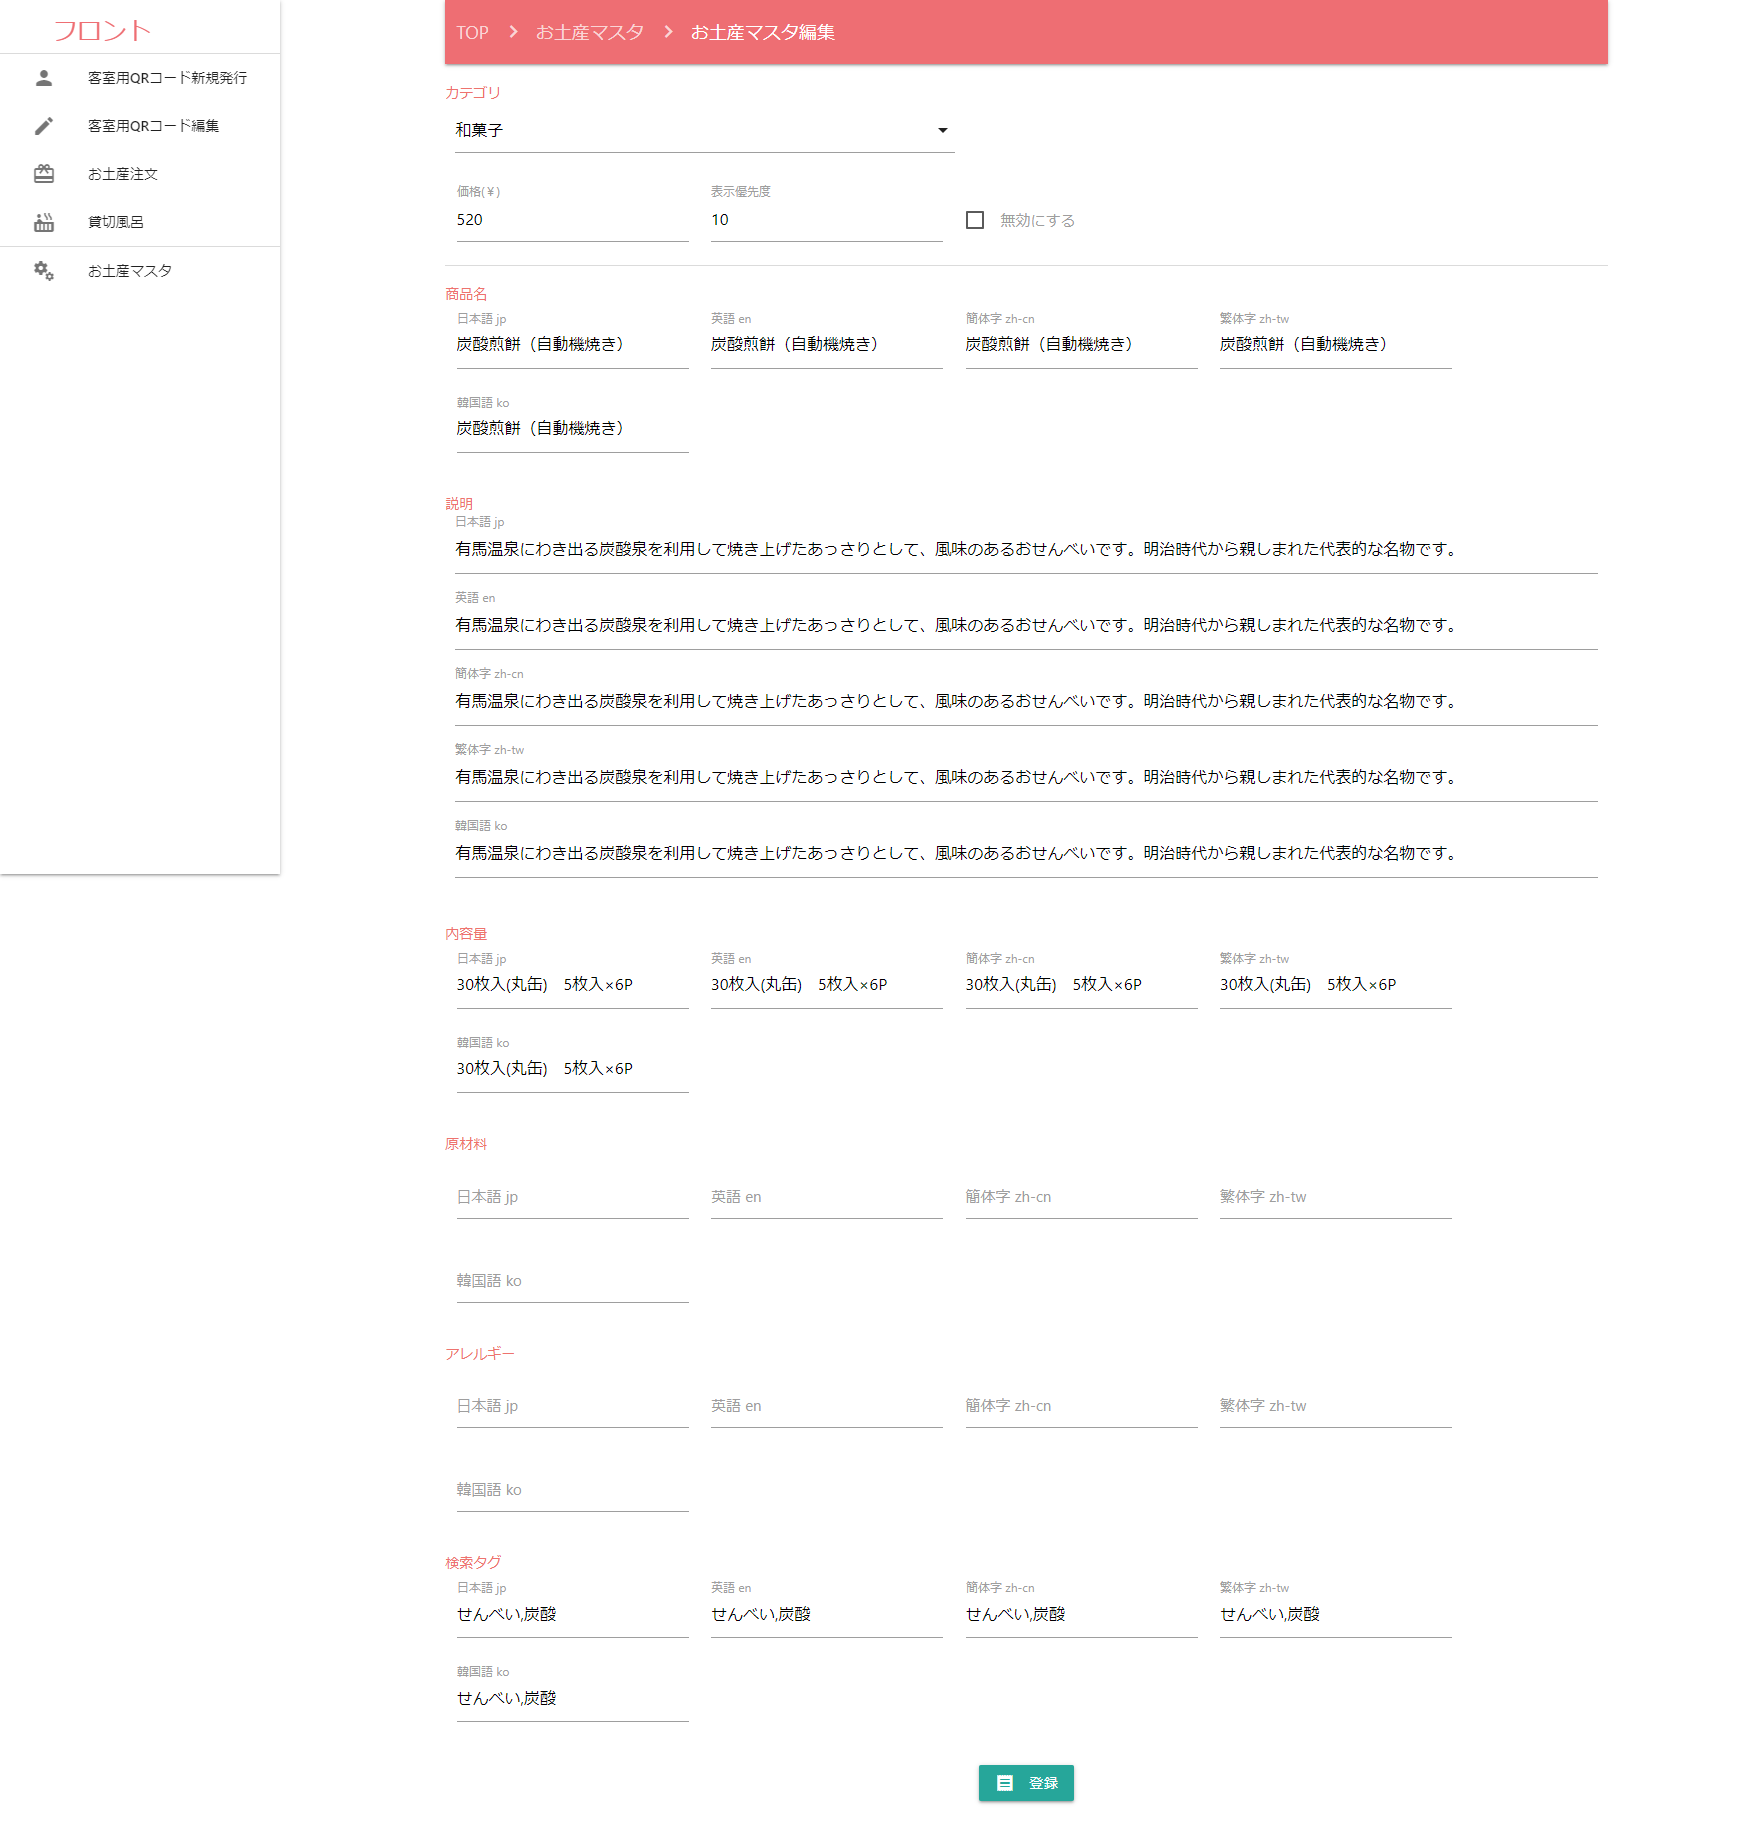 フロント
客室用QRコード新規発行
客室用QRコード編集
お土産注文
貸切風呂
お土産マスタ
TOP お土産マスタ お土産マスタ編集
カテゴリ
和菓子
価格(￥) 表示優先度
520 10 無効にする
商品名
日本語 jp 英語 en 簡体字 zh-cn 繁体字 zh-tw
炭酸煎餅（自動機焼き） 炭酸煎餅（自動機焼き） 炭酸煎餅（自動機焼き） 炭酸煎餅（自動機焼き）
韓国語 ko
炭酸煎餅（自動機焼き）
説明
日本語 jp
有馬温泉にわき出る炭酸泉を利用して焼き上げたあっさりとして、風味のあるおせんべいです。明治時代から親しまれた代表的な名物です。
英語 en
有馬温泉にわき出る炭酸泉を利用して焼き上げたあっさりとして、風味のあるおせんべいです。明治時代から親しまれた代表的な名物です。
簡体字 zh-cn
有馬温泉にわき出る炭酸泉を利用して焼き上げたあっさりとして、風味のあるおせんべいです。明治時代から親しまれた代表的な名物です。
繁体字 zh-tw
有馬温泉にわき出る炭酸泉を利用して焼き上げたあっさりとして、風味のあるおせんべいです。明治時代から親しまれた代表的な名物です。
韓国語 ko
有馬温泉にわき出る炭酸泉を利用して焼き上げたあっさりとして、風味のあるおせんべいです。明治時代から親しまれた代表的な名物です。
内容量
日本語 jp 英語 en 簡体字 zh-cn 繁体字 zh-tw
30枚入(丸缶)　5枚入×6P 30枚入(丸缶)　5枚入×6P 30枚入(丸缶)　5枚入×6P 30枚入(丸缶)　5枚入×6P
韓国語 ko
30枚入(丸缶)　5枚入×6P
原材料
日本語 jp 英語 en 簡体字 zh-cn 繁体字 zh-tw
韓国語 ko
アレルギー
日本語 jp 英語 en 簡体字 zh-cn 繁体字 zh-tw
韓国語 ko
検索タグ
日本語 jp 英語 en 簡体字 zh-cn 繁体字 zh-tw
せんべい,炭酸 せんべい,炭酸 せんべい,炭酸 せんべい,炭酸
韓国語 ko
せんべい,炭酸
登録